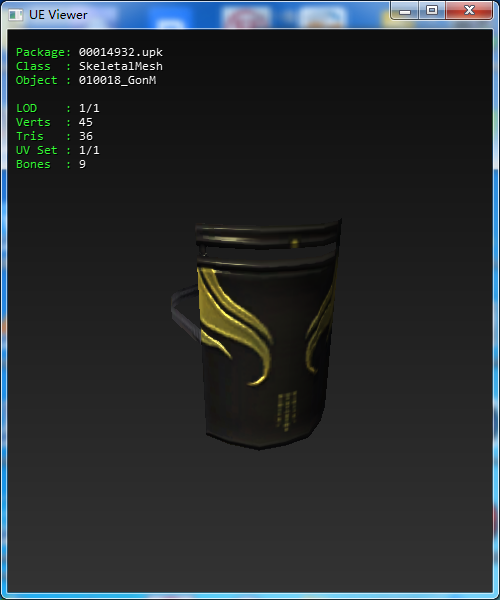 UE Viewer
Package: 00014932.upk
Class : SkeletalMesh
Object : 010018_GonM
LOD : 1/1
Verts : 45
Tris : 36
UV Set : 1/1
Bones : 9